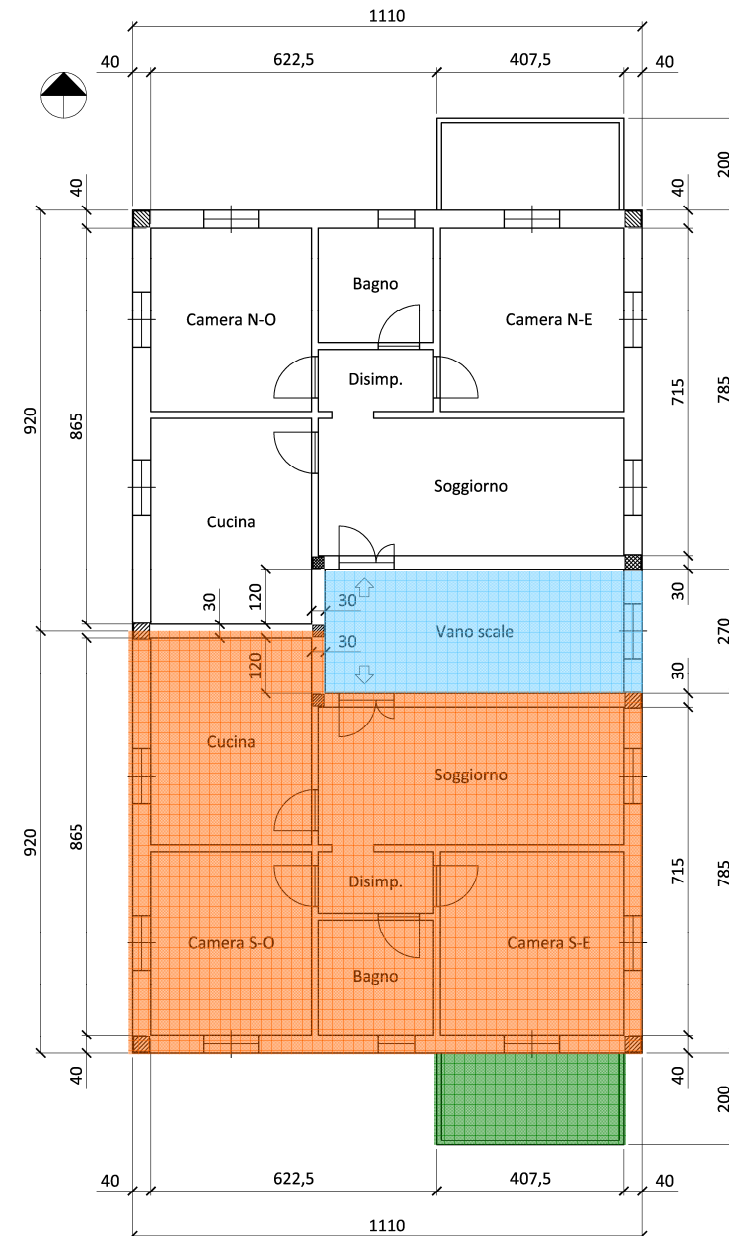 1110
40
622,5
407,5
40
200
40
40
Bagno
Camera N-O
Camera N-E
Disimp.
920
865
715
785
Soggiorno
Cucina
30
120
30
30
Vano scale
270
30
120
30
Cucina
Soggiorno
920
865
715
785
Disimp.
Camera S-O
Camera S-E
Bagno
40
40
200
40
622,5
407,5
40
1110